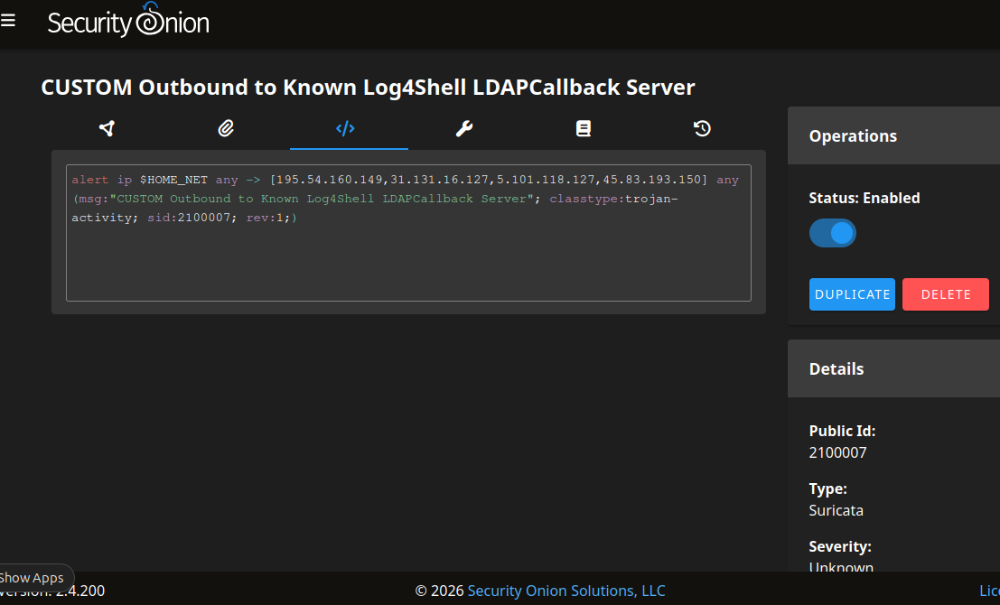 Security Onion
CUSTOM Outbound to Known Log4Shell LDAPCallback Server
alert ip $HOME_NET any -> [195.54.160.149,31.131.16.127,5.101.118.127,45.83.193.150] any
(msg:"CUSTOM Outbound to Known Log4Shell LDAPCallback Server"; classtype:trojan-
activity; sid:2100007; rev:1;)
Operations
Status: Enabled
DUPLICATE DELETE
Details
Public Id:
2100007
Type:
Suricata
Severity:
Unknown
Show Apps
Version: 2.4.200
© 2026 Security Onion Solutions, LLC
Lic